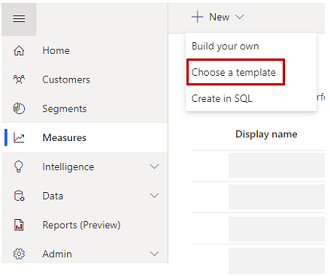 New
Home
Build your own
Customers
Choose a template
Segments
Create in SQL
Measures
Display name
Intelligence
Data
Reports (Preview)
Admin